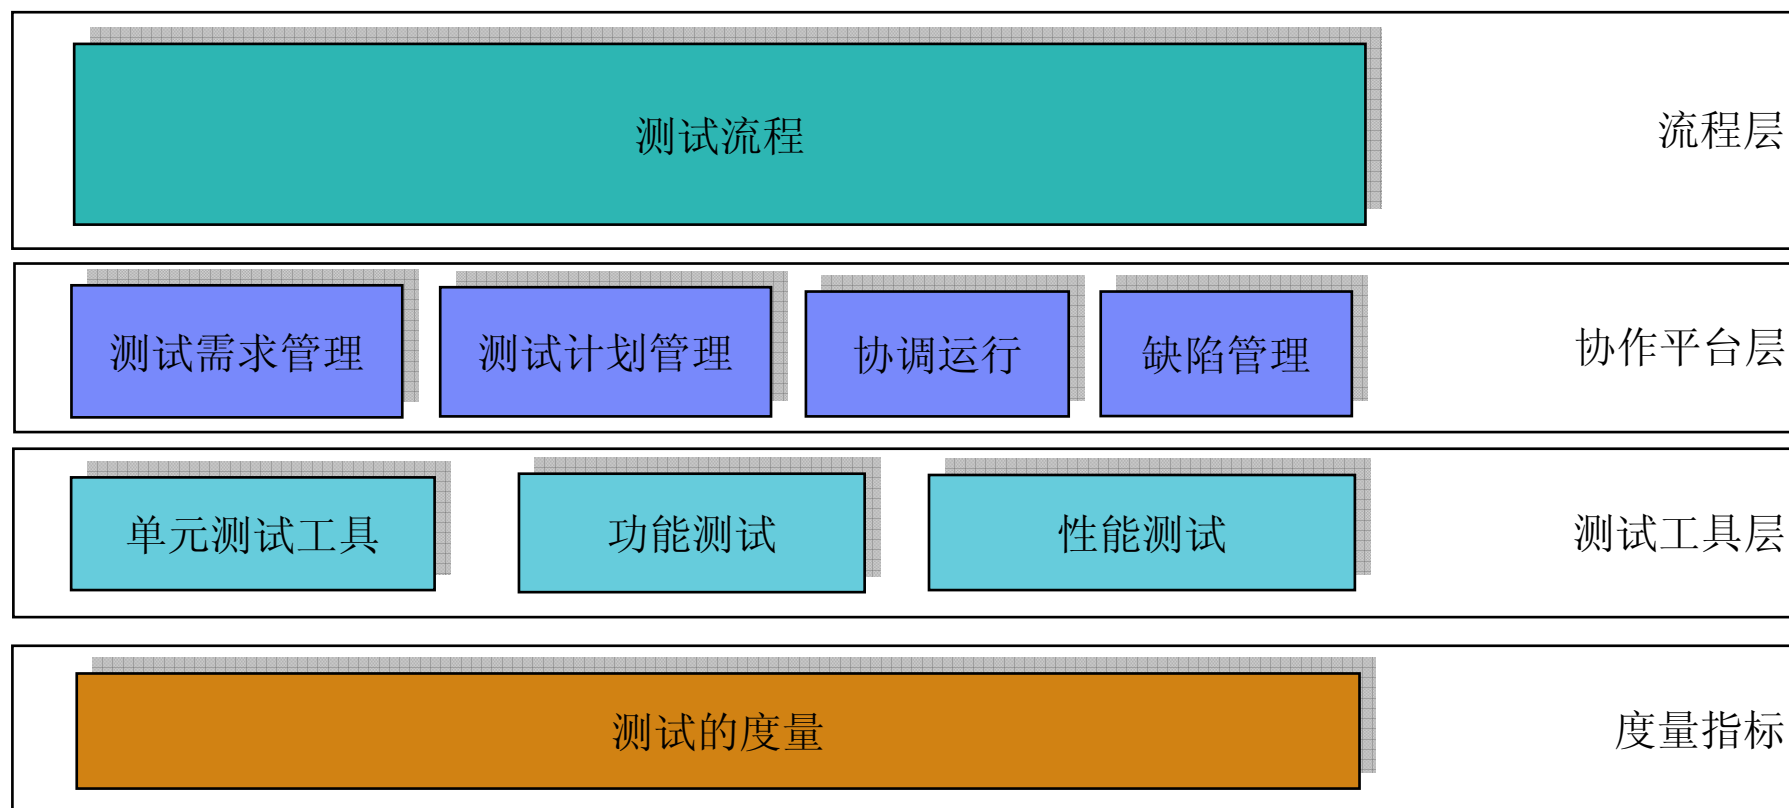 测试流程
流程层
测试需求管理
测试计划管理
协调运行
缺陷管理
协作平台层
单元测试工具
功能测试
性能测试
测试工具层
测试的度量
度量指标